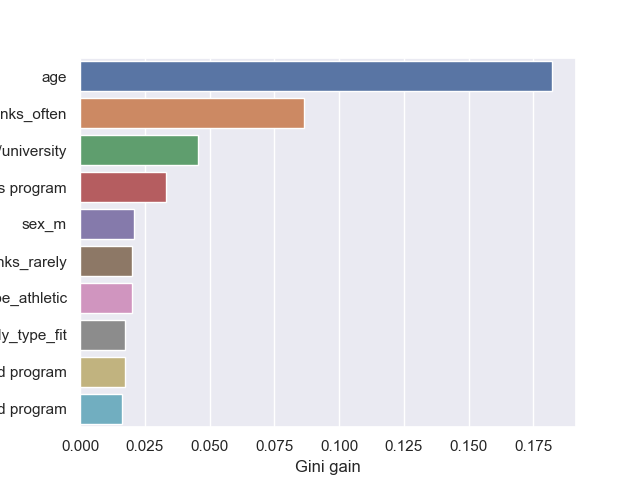 age
nks_often
/university
s program
sex_m
nks_rarely
pe_athletic
ly_type_fit
d program
d program
0.000 0.025 0.050 0.075 0.100 0.125 0.150 0.175
Gini gain